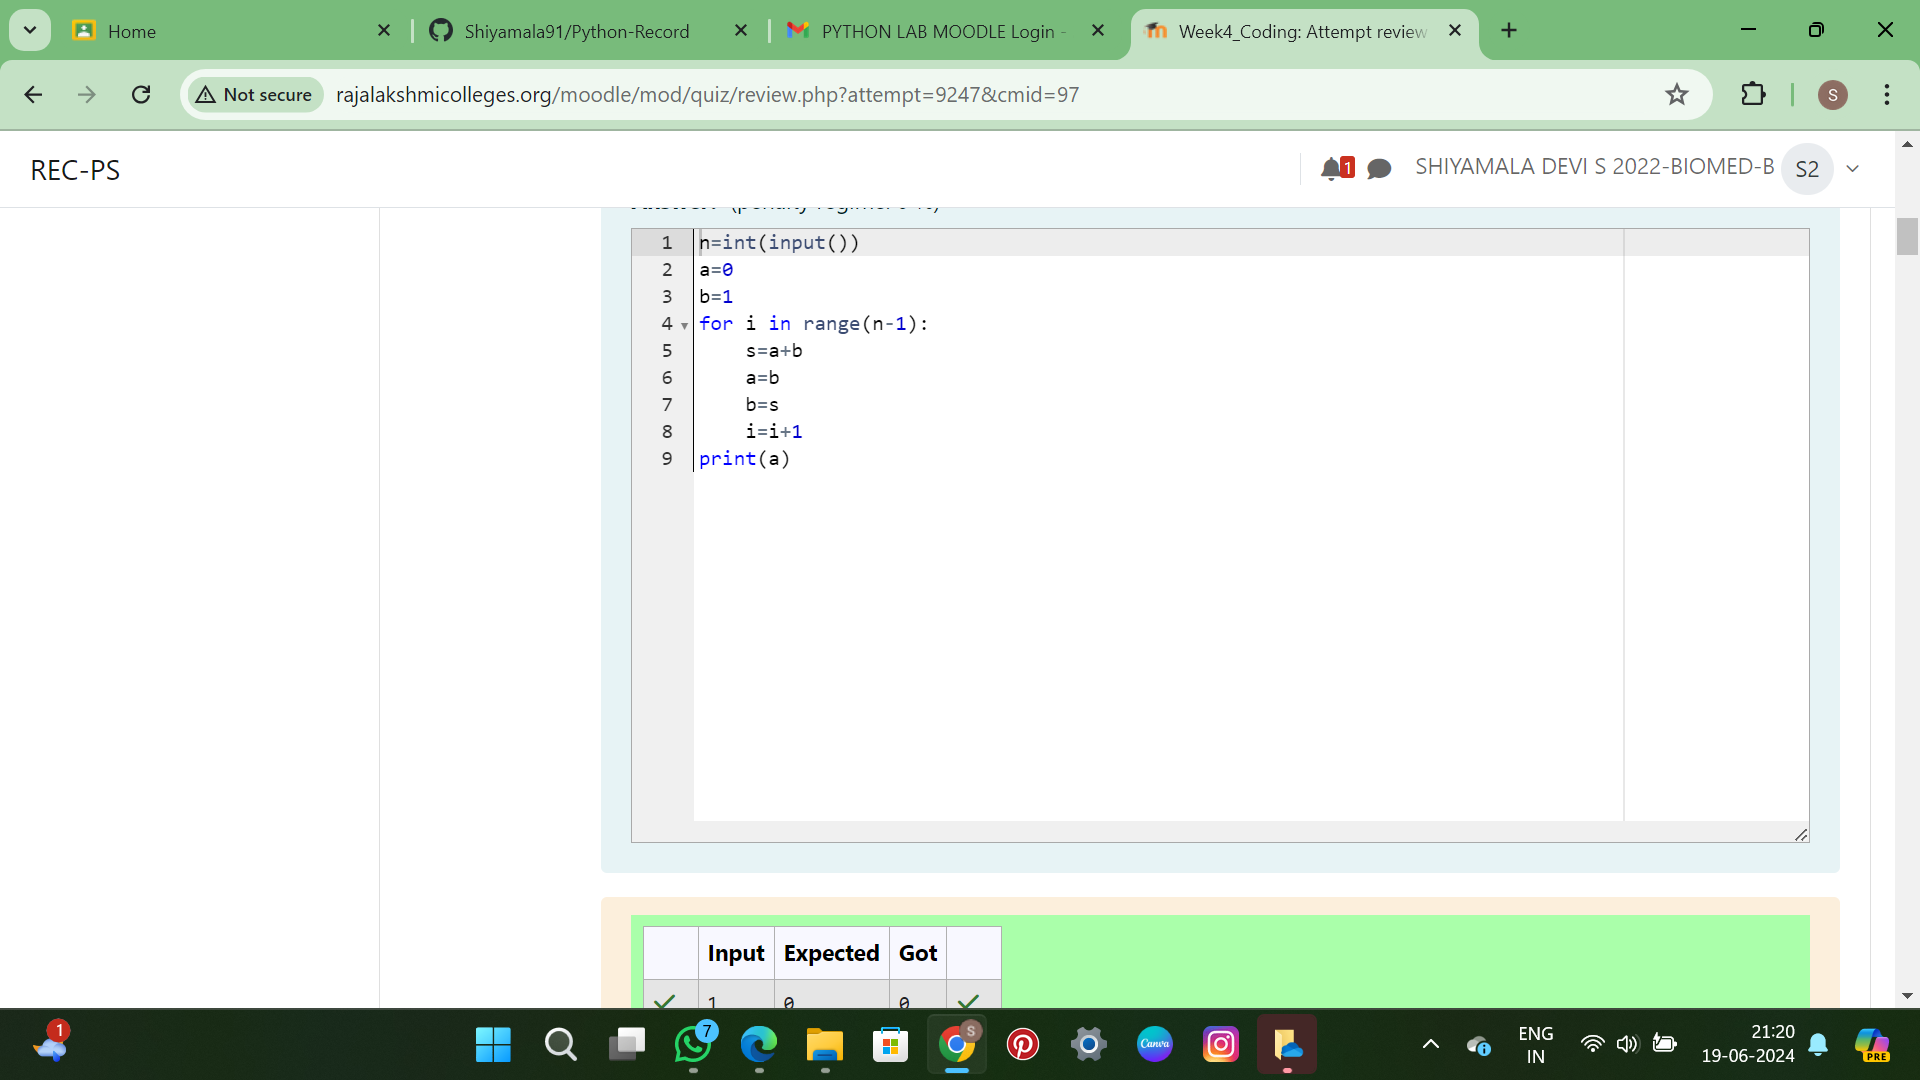 Home
Shiyamala91/Python-Record
PYTHON LAB MOODLE Login -
Week4_Coding: Attempt review
Not secure
rajalakshmicolleges.org/moodle/mod/quiz/review.php?attempt=9247&cmid=97
S
REC-PS
1
SHIYAMALA DEVI S 2022-BIOMED-B
S2
1 n=int(input())
2 a=0
3 b=1
4 for i in range(n-1):
5 s=a+b
6 a=b
7 b=s
8 i=i+1
9 print(a)
Input Expected Got
1 0 0
1
7
S
Canva
ENG
IN
21:20
19-06-2024
PRE